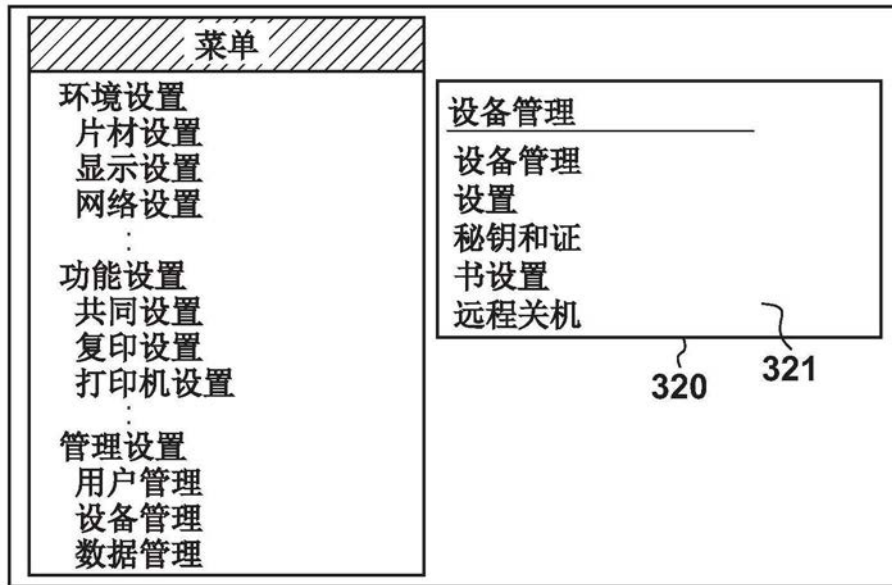 菜单
环境设置
片材设置
显示设置
网络设置
⋮
功能设置
共同设置
复印设置
打印机设置
⋮
管理设置
用户管理
设备管理
数据管理
设备管理
设备管理
设置
秘钥和证
书设置
远程关机
320
321